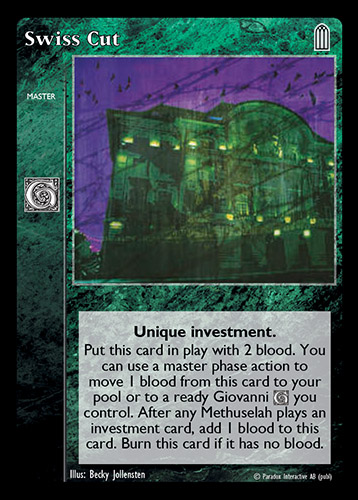 Swiss Cut
MASTER
Unique investment.
Put this card in play with 2 blood. You
can use a master phase action to
move 1 blood from this card to your
pool or to a ready Giovanni you
control. After any Methuselah plays an
investment card, add 1 blood to this
card. Burn this card if it has no blood.
Illus: Becky Jollensten
© Paradox Interactive AB (publ)